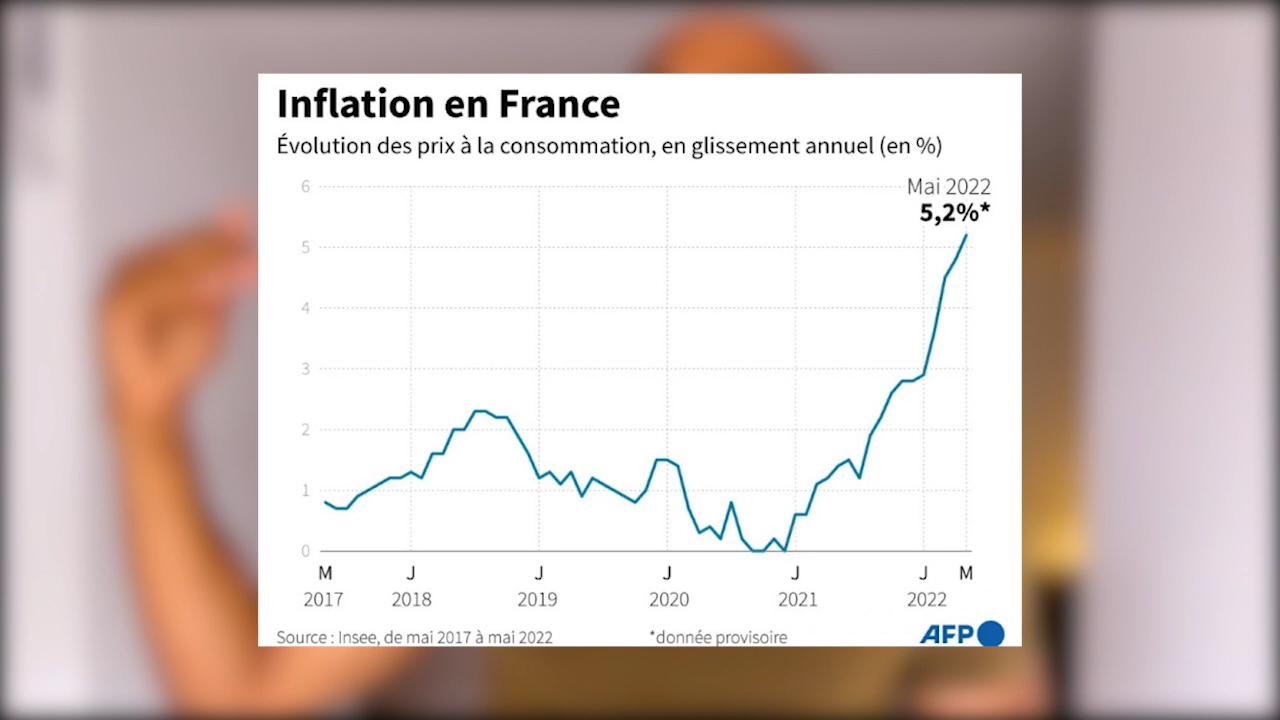 Inflation en France
Évolution des prix à la consommation, en glissement annuel (en %)
Mai 2022
5,2%*
6
5
4
3
2
1
0
M J J J J J M
2017 2018 2019 2020 2021 2022
Source : Insee, de mai 2017 à mai 2022 *donnée provisoire AFP